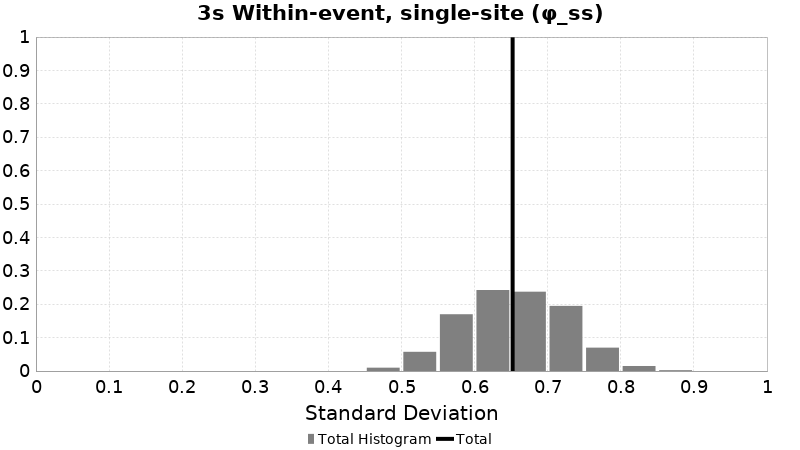 3s Within-event, single-site (φ_ss)
1
0.9
0.8
0.7
0.6
0.5
0.4
0.3
0.2
0.1
0
0 0.1 0.2 0.3 0.4 0.5 0.6 0.7 0.8 0.9 1
Standard Deviation
Total Histogram Total